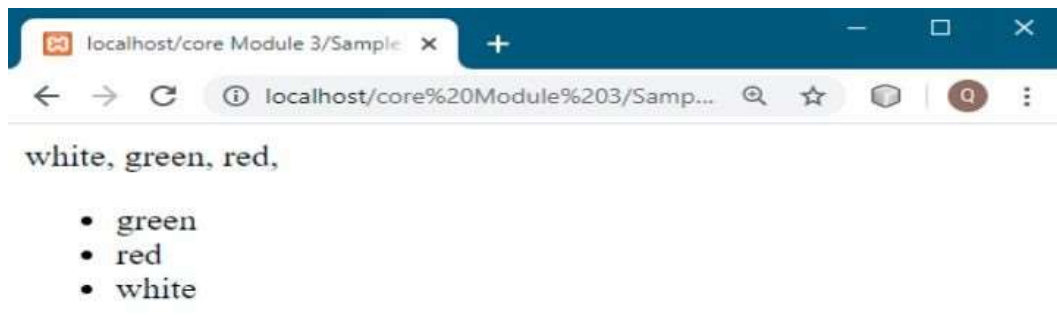 localhost/core Module 3/Sample
localhost/core%20Module%203/Samp...
Q
white, green, red,
green
red
white